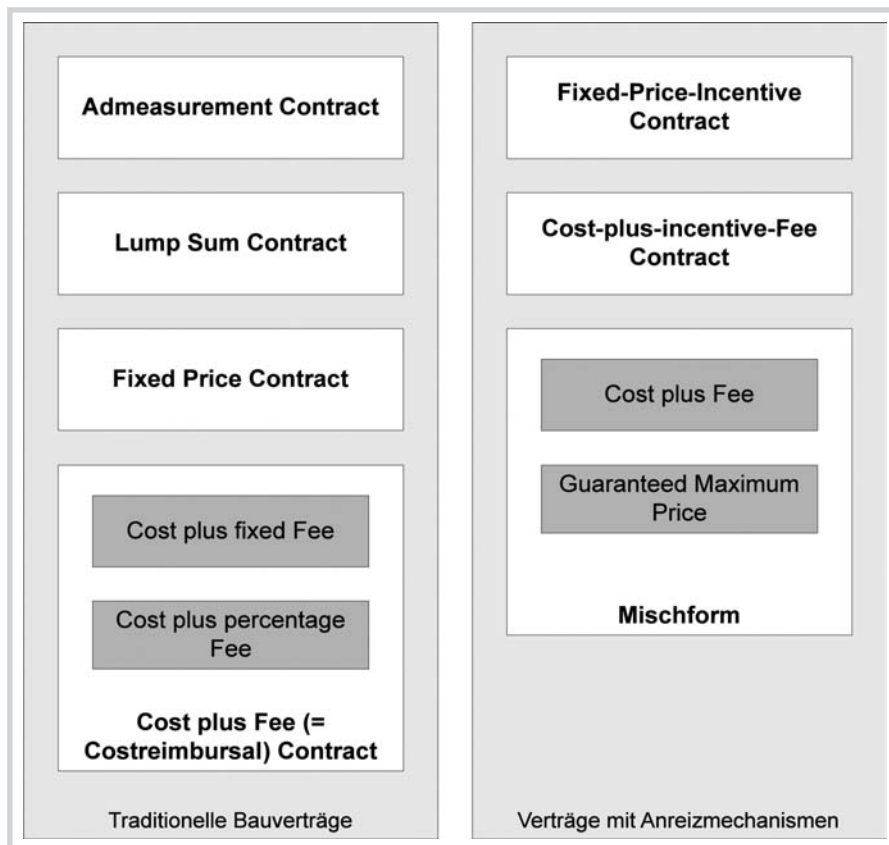 Admeasurement Contract
Lump Sum Contract
Fixed Price Contract
Cost plus fixed Fee
Cost plus percentage
Fee
Cost plus Fee (=
Costreimbursal) Contract
Traditionelle Bauverträge
Fixed-Price-Incentive
Contract
Cost-plus-incentive-Fee
Contract
Cost plus Fee
Guaranteed Maximum
Price
Mischform
Verträge mit Anreizmechanismen